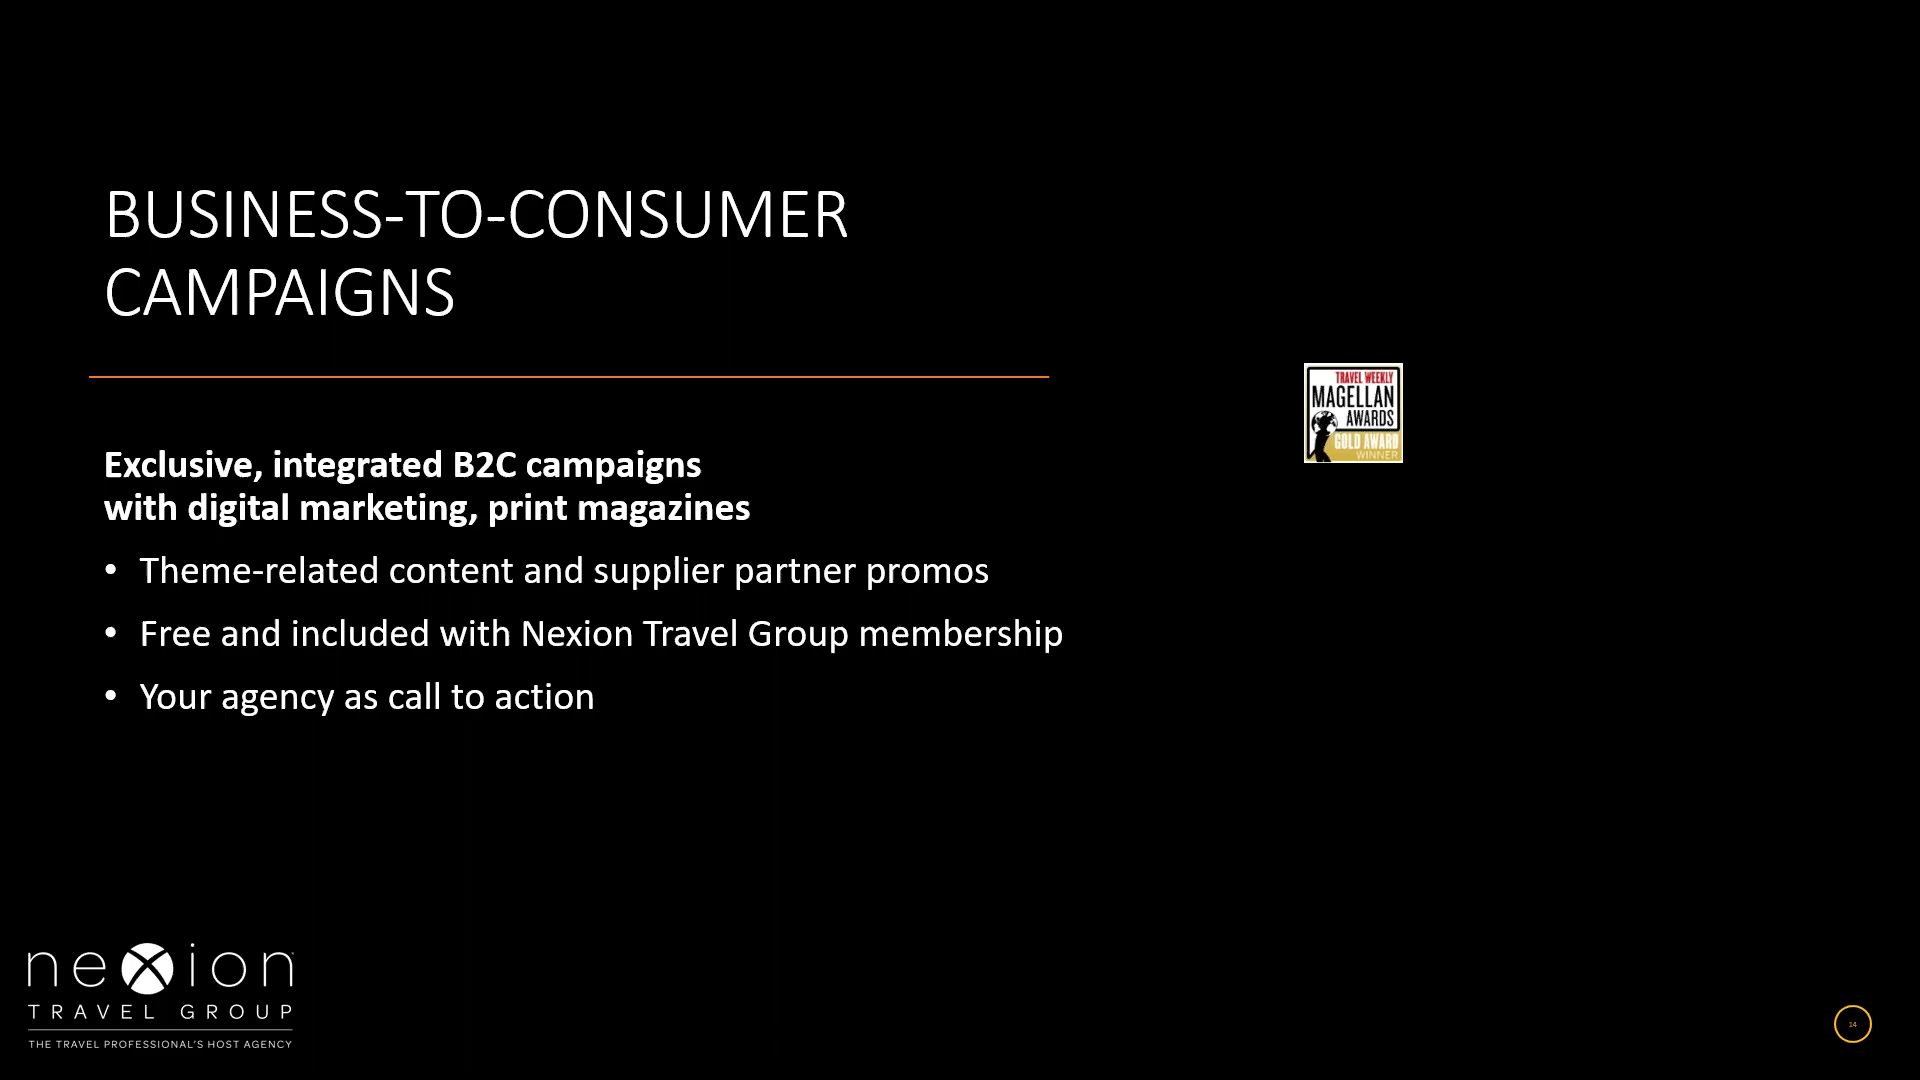 BUSINESS-TO-CONSUMER
CAMPAIGNS
TRAVEL WEEKLY
MAGELLAN
AWARDS
GOLD AWARD
WINNER
Exclusive, integrated B2C campaigns
with digital marketing, print magazines
• Theme-related content and supplier partner promos
• Free and included with Nexion Travel Group membership
• Your agency as call to action
nexion
TRAVEL GROUP
THE TRAVEL PROFESSIONAL'S HOST AGENCY
14